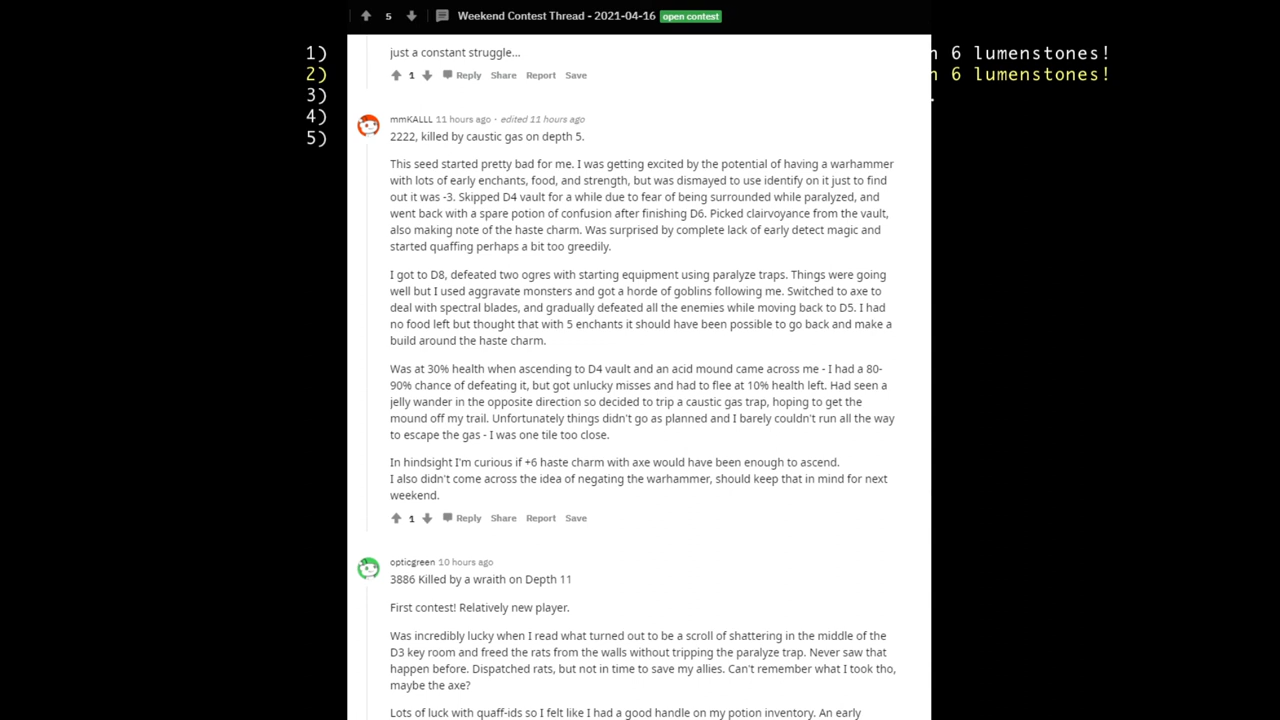 5 Weekend Contest Thread - 2021-04-16 open contest
just a constant struggle...
1 Reply Share Report Save
1)
2)
3)
4)
5)
6 lumenstones!
6 lumenstones!
.
mmKALLL 11 hours ago · edited 11 hours ago
2222, killed by caustic gas on depth 5.
This seed started pretty bad for me. I was getting excited by the potential of having a warhammer
with lots of early enchants, food, and strength, but was dismayed to use identify on it just to find
out it was -3. Skipped D4 vault for a while due to fear of being surrounded while paralyzed, and
went back with a spare potion of confusion after finishing D6. Picked clairvoyance from the vault,
also making note of the haste charm. Was surprised by complete lack of early detect magic and
started quaffing perhaps a bit too greedily.
I got to D8, defeated two ogres with starting equipment using paralyze traps. Things were going
well but I used aggravate monsters and got a horde of goblins following me. Switched to axe to
deal with spectral blades, and gradually defeated all the enemies while moving back to D5. I had
no food left but thought that with 5 enchants it should have been possible to go back and make a
build around the haste charm.
Was at 30% health when ascending to D4 vault and an acid mound came across me - I had a 80-
90% chance of defeating it, but got unlucky misses and had to flee at 10% health left. Had seen a
jelly wander in the opposite direction so decided to trip a caustic gas trap, hoping to get the
mound off my trail. Unfortunately things didn't go as planned and I barely couldn't run all the way
to escape the gas - I was one tile too close.
In hindsight I'm curious if +6 haste charm with axe would have been enough to ascend.
I also didn't come across the idea of negating the warhammer, should keep that in mind for next
weekend.
1 Reply Share Report Save
opticgreen 10 hours ago
3886 Killed by a wraith on Depth 11
First contest! Relatively new player.
Was incredibly lucky when I read what turned out to be a scroll of shattering in the middle of the
D3 key room and freed the rats from the walls without tripping the paralyze trap. Never saw that
happen before. Dispatched rats, but not in time to save my allies. Can't remember what I took tho,
maybe the axe?
Lots of luck with quaff-ids so I felt like I had a good handle on my potion inventory. An early